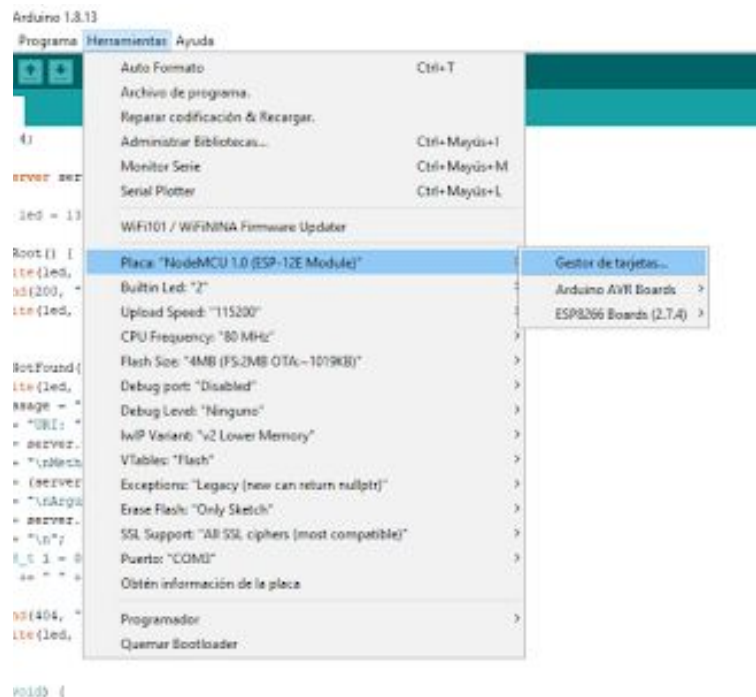 Arduino 1.8.13
Programa Herramientas Ayuda
Auto Formato Ctrl+T
Archivo de programa.
Reparar codificación & Recargar.
Administrar Bibliotecas... Ctrl+Mayús+I
Monitor Serie Ctrl+Mayús+M
Serial Plotter Ctrl+Mayús+L
WiFi101 / WiFiNINA Firmware Updater
Placa: "NodeMCU 1.0 (ESP-12E Module)"
Gestor de tarjetas...
Arduino AVR Boards
ESP8266 Boards (2.7.4)
Builtin Led: "2"
Upload Speed: "115200"
CPU Frequency: "80 MHz"
Flash Size: "4MB (FS:2MB OTA:~1019KB)"
Debug port: "Disabled"
Debug Level: "Ninguno"
lwIP Variant: "v2 Lower Memory"
VTables: "Flash"
Exceptions: "Legacy (new can return nullptr)"
Erase Flash: "Only Sketch"
SSL Support: "All SSL ciphers (most compatible)"
Puerto: "COM3"
Obtén información de la placa
Programador
Quemar Bootloader
4;
erver ser
led = 13
Root() {
ite(led,
nd(200, "
ite(led,
NotFound(
ite(led,
essage = "
+ "URI: "
+ server.
+ "\nMeth
+ (server
+ "\nArgu
+ server.
+ "\n";
+= " " +
nd(404, "
ite(led,
void) {